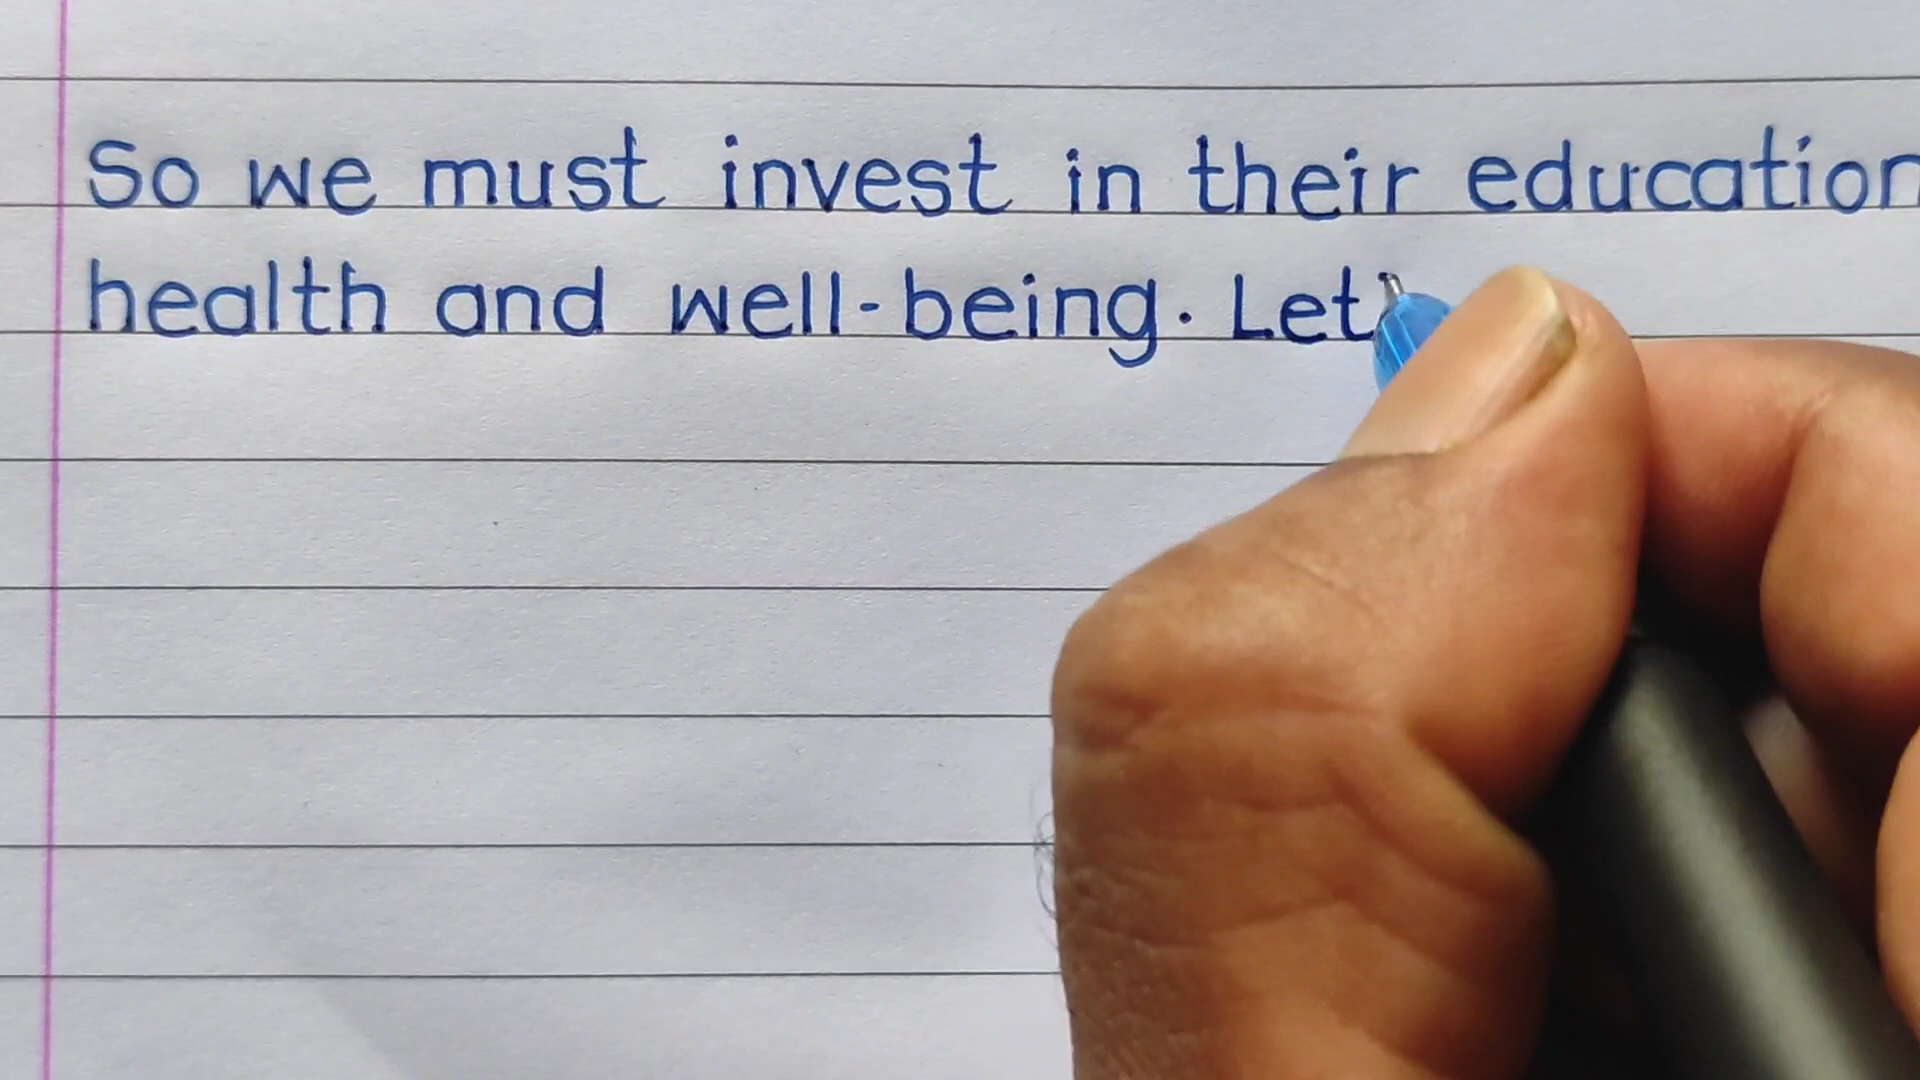 So we must invest in their education
health and well-being. Let'